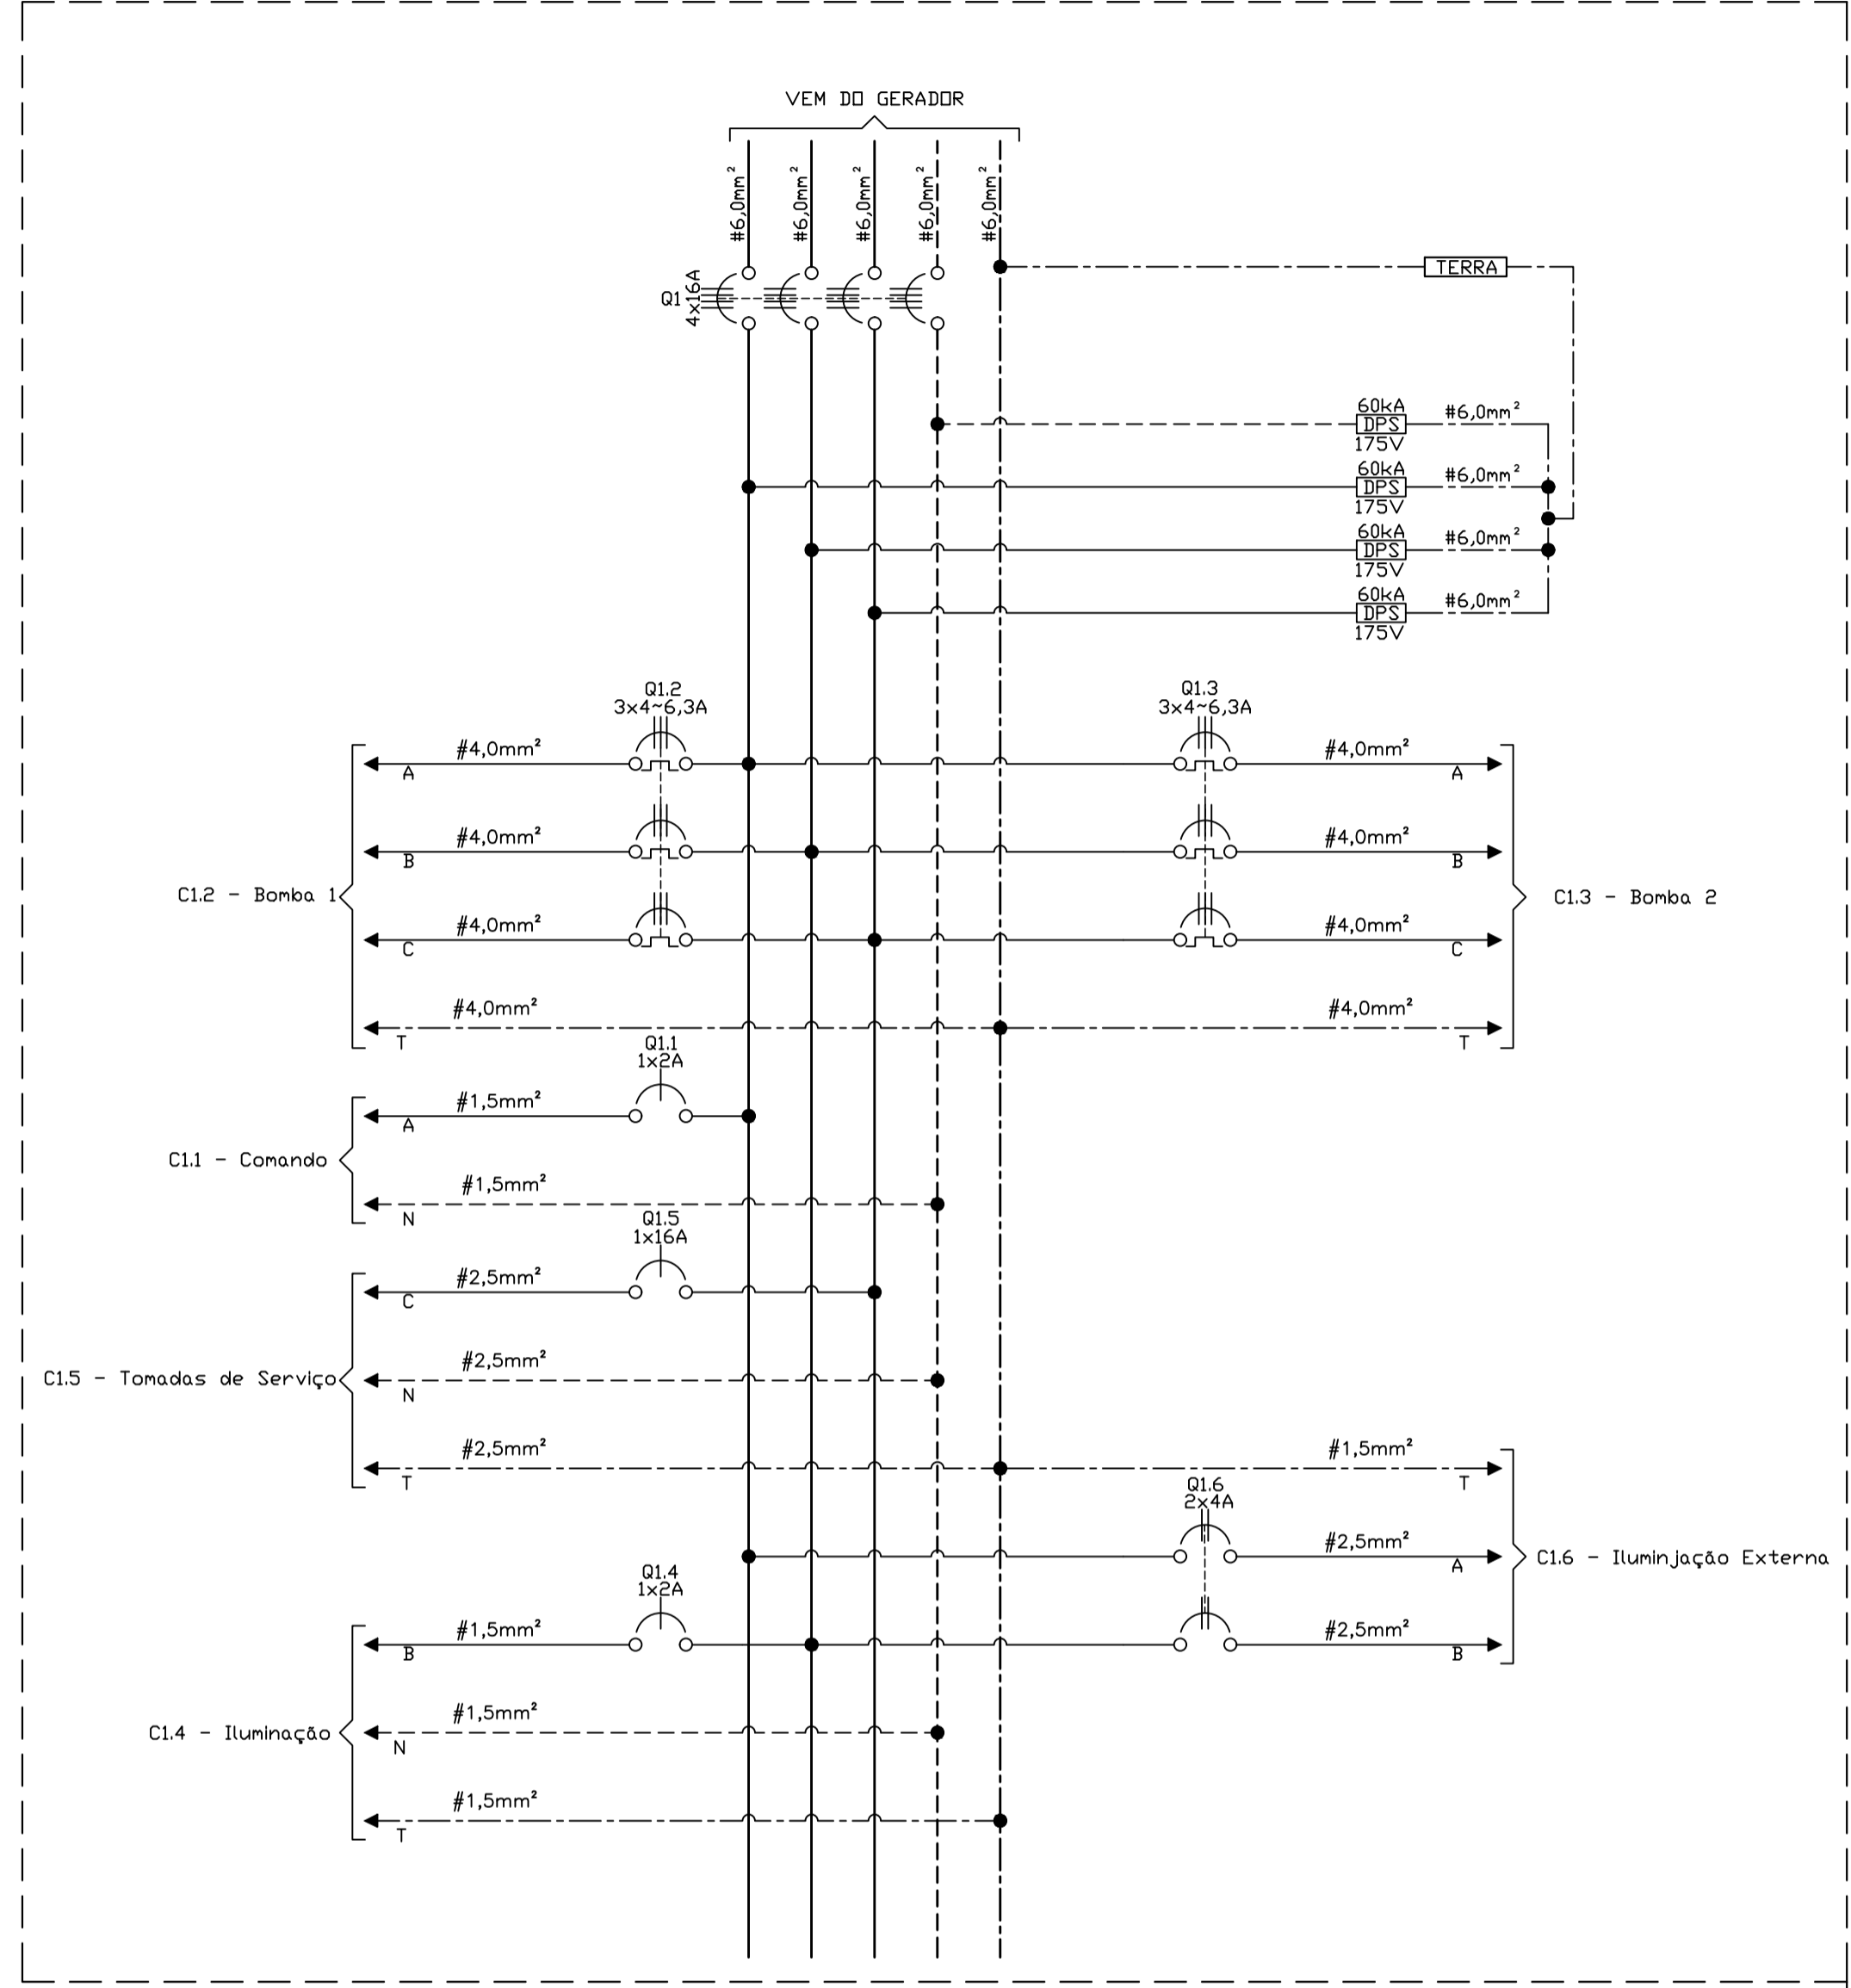 VEM DO GERADOR
#6,0mm²
#6,0mm²
#6,0mm²
#6,0mm²
#6,0mm²
Q1
4x16A
TERRA
60kA
DPS
175V
#6,0mm²
60kA
DPS
175V
#6,0mm²
60kA
DPS
175V
#6,0mm²
60kA
DPS
175V
#6,0mm²
Q1.2
3x4~6,3A
#4,0mm²
A
#4,0mm²
B
C1.2 - Bomba 1
#4,0mm²
C
#4,0mm²
T
Q1.3
3x4~6,3A
#4,0mm²
A
#4,0mm²
B
C1.3 - Bomba 2
#4,0mm²
C
#4,0mm²
T
Q1.1
1x2A
#1,5mm²
A
C1.1 - Comando
#1,5mm²
N
Q1.5
1x16A
#2,5mm²
C
C1.5 - Tomadas de Serviço
#2,5mm²
N
#2,5mm²
T
#1,5mm²
T
Q1.6
2x4A
#2,5mm²
A
C1.6 - Iluminjação Externa
#2,5mm²
B
Q1.4
1x2A
#1,5mm²
B
C1.4 - Iluminação
#1,5mm²
N
#1,5mm²
T